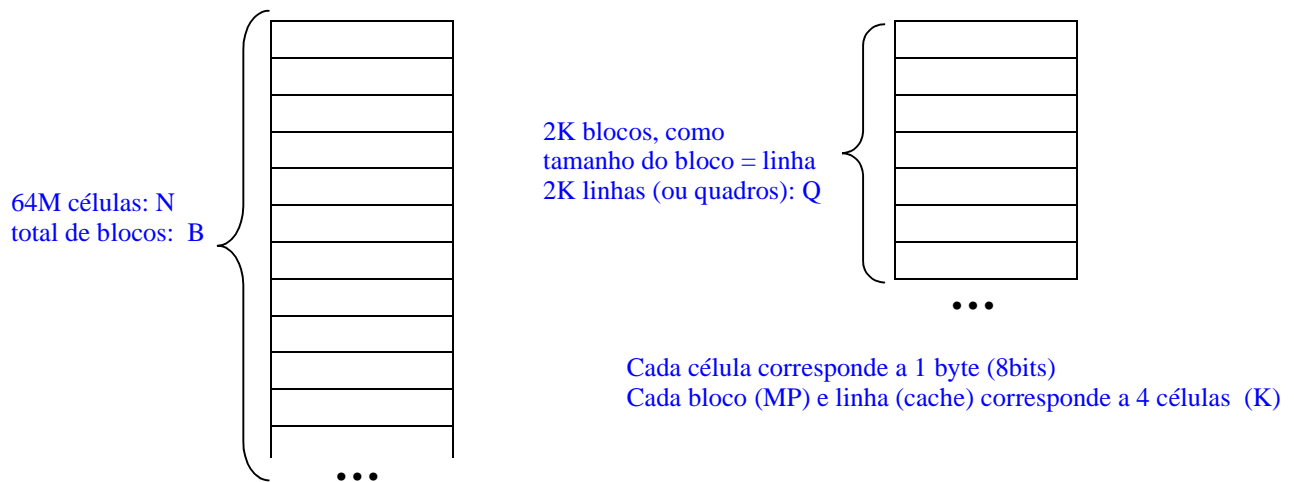 64M células: N
total de blocos: B
...
2K blocos, como
tamanho do bloco = linha
2K linhas (ou quadros): Q
...
Cada célula corresponde a 1 byte (8bits)
Cada bloco (MP) e linha (cache) corresponde a 4 células (K)